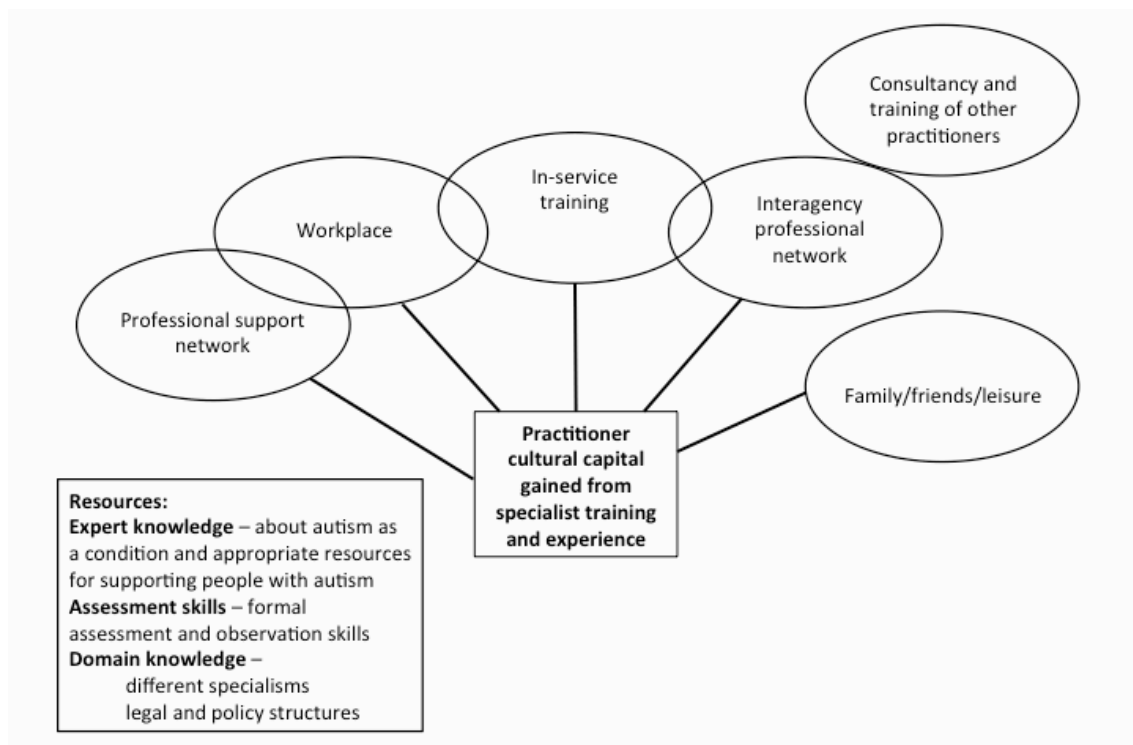 Consultancy and
training of other
practitioners
In-service
training
Interagency
professional
network
Workplace
Professional support
network
Family/friends/leisure
Practitioner
cultural capital
gained from
specialist training
and experience
Resources:
Expert knowledge – about autism as
a condition and appropriate resources
for supporting people with autism
Assessment skills – formal
assessment and observation skills
Domain knowledge –
different specialisms
legal and policy structures